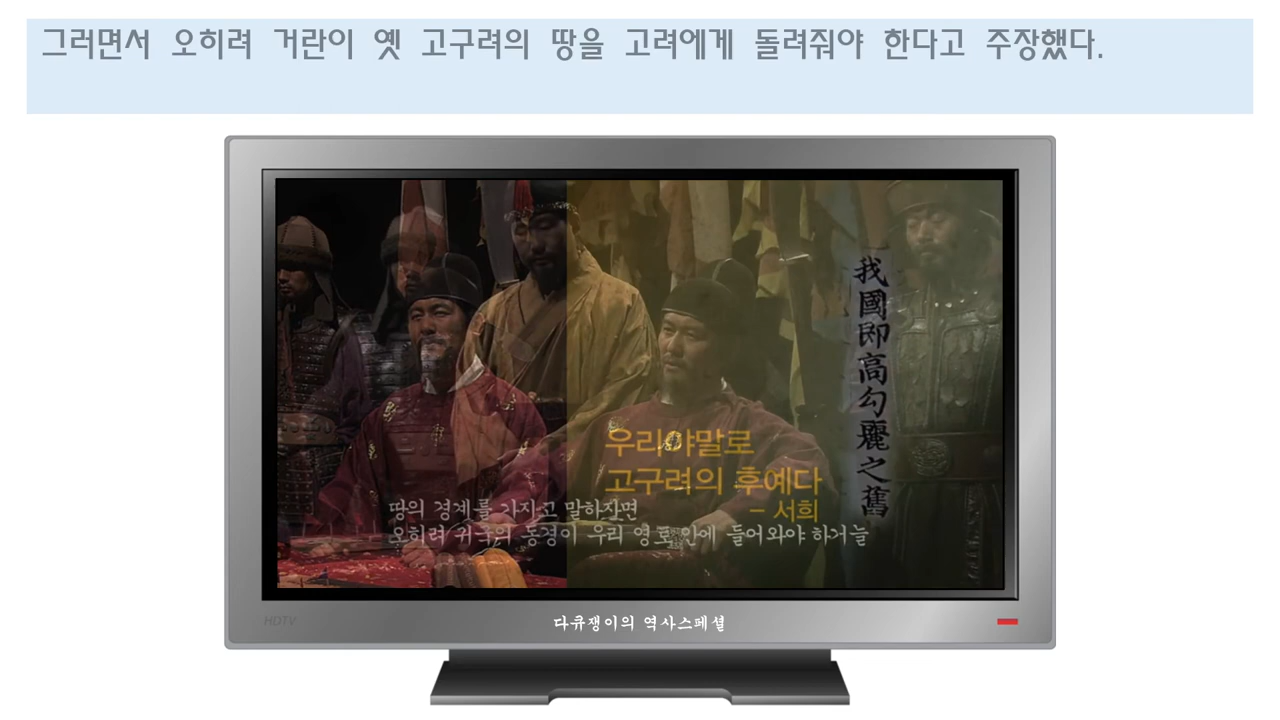 그러면서 오히려 거란이 옛 고구려의 땅을 고려에게 돌려줘야 한다고 주장했다.
我國即高勾麗之舊
우리야말로
고구려의 후예다
- 서희
땅의 경계를 가지고 말하자면
오히려 귀국의 동경이 우리 영토 안에 들어와야 하거늘
HDTV
다큐쟁이의 역사스페셜